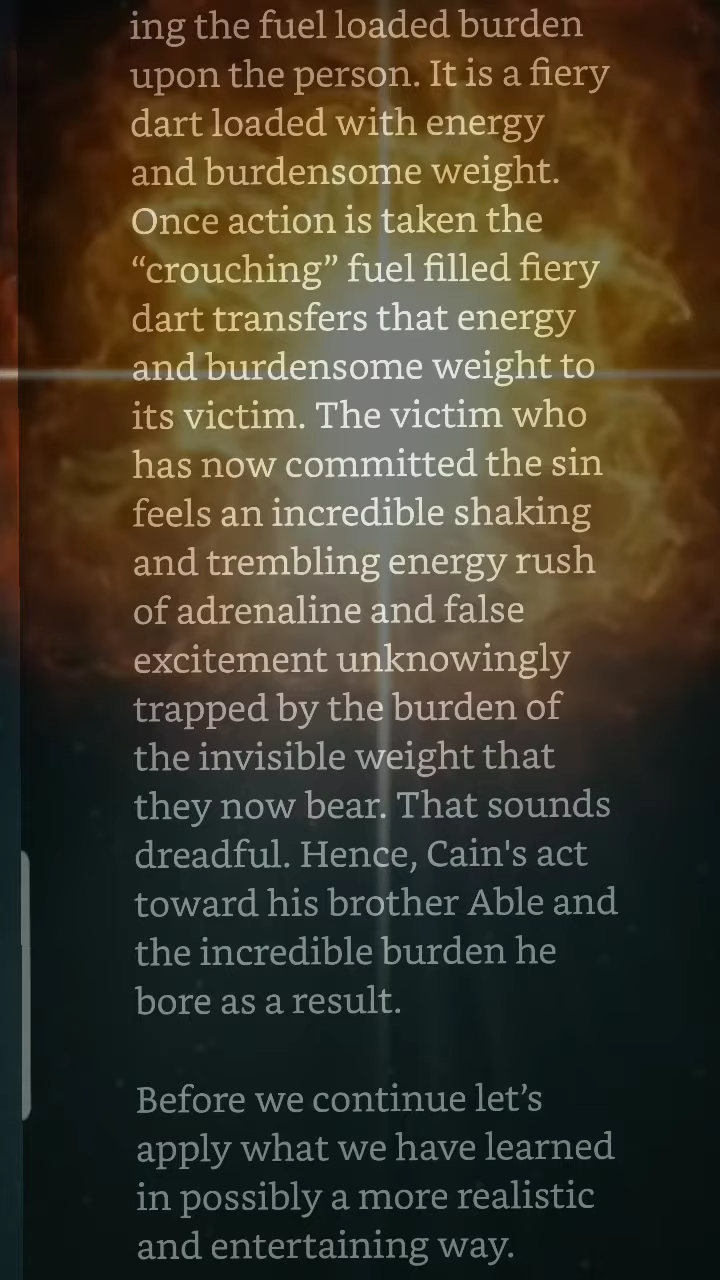 ing the fuel loaded burden
upon the person. It is a fiery
dart loaded with energy
and burdensome weight.
Once action is taken the
“crouching” fuel filled fiery
dart transfers that energy
and burdensome weight to
its victim. The victim who
has now committed the sin
feels an incredible shaking
and trembling energy rush
of adrenaline and false
excitement unknowingly
trapped by the burden of
the invisible weight that
they now bear. That sounds
dreadful. Hence, Cain's act
toward his brother Able and
the incredible burden he
bore as a result.

Before we continue let’s
apply what we have learned
in possibly a more realistic
and entertaining way.